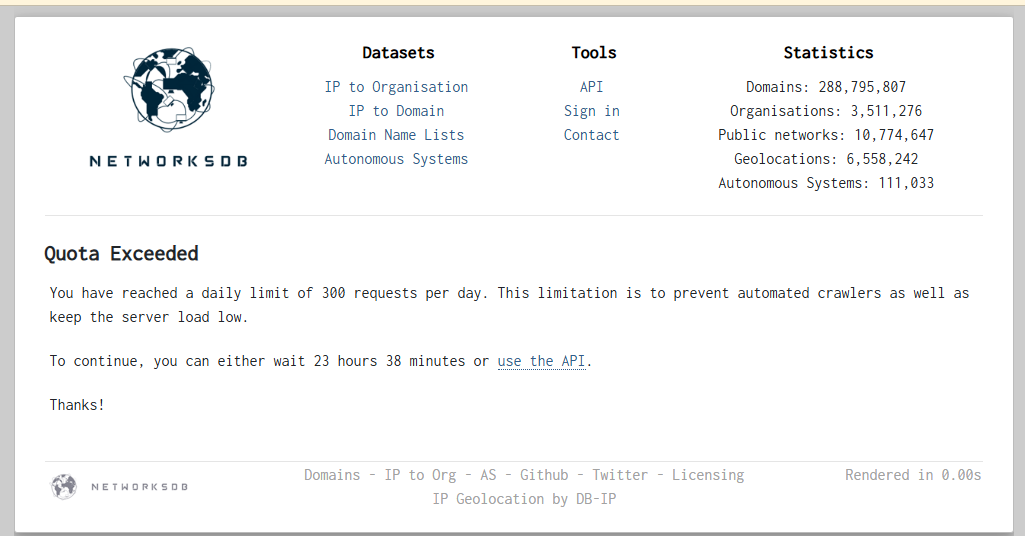 NETWORKSDB
Datasets
IP to Organisation
IP to Domain
Domain Name Lists
Autonomous Systems
Tools
API
Sign in
Contact
Statistics
Domains: 288,795,807
Organisations: 3,511,276
Public networks: 10,774,647
Geolocations: 6,558,242
Autonomous Systems: 111,033
Quota Exceeded
You have reached a daily limit of 300 requests per day. This limitation is to prevent automated crawlers as well as
keep the server load low.
To continue, you can either wait 23 hours 38 minutes or use the API.
Thanks!
NETWORKSDB
Domains - IP to Org - AS - Github - Twitter - Licensing
IP Geolocation by DB-IP
Rendered in 0.00s